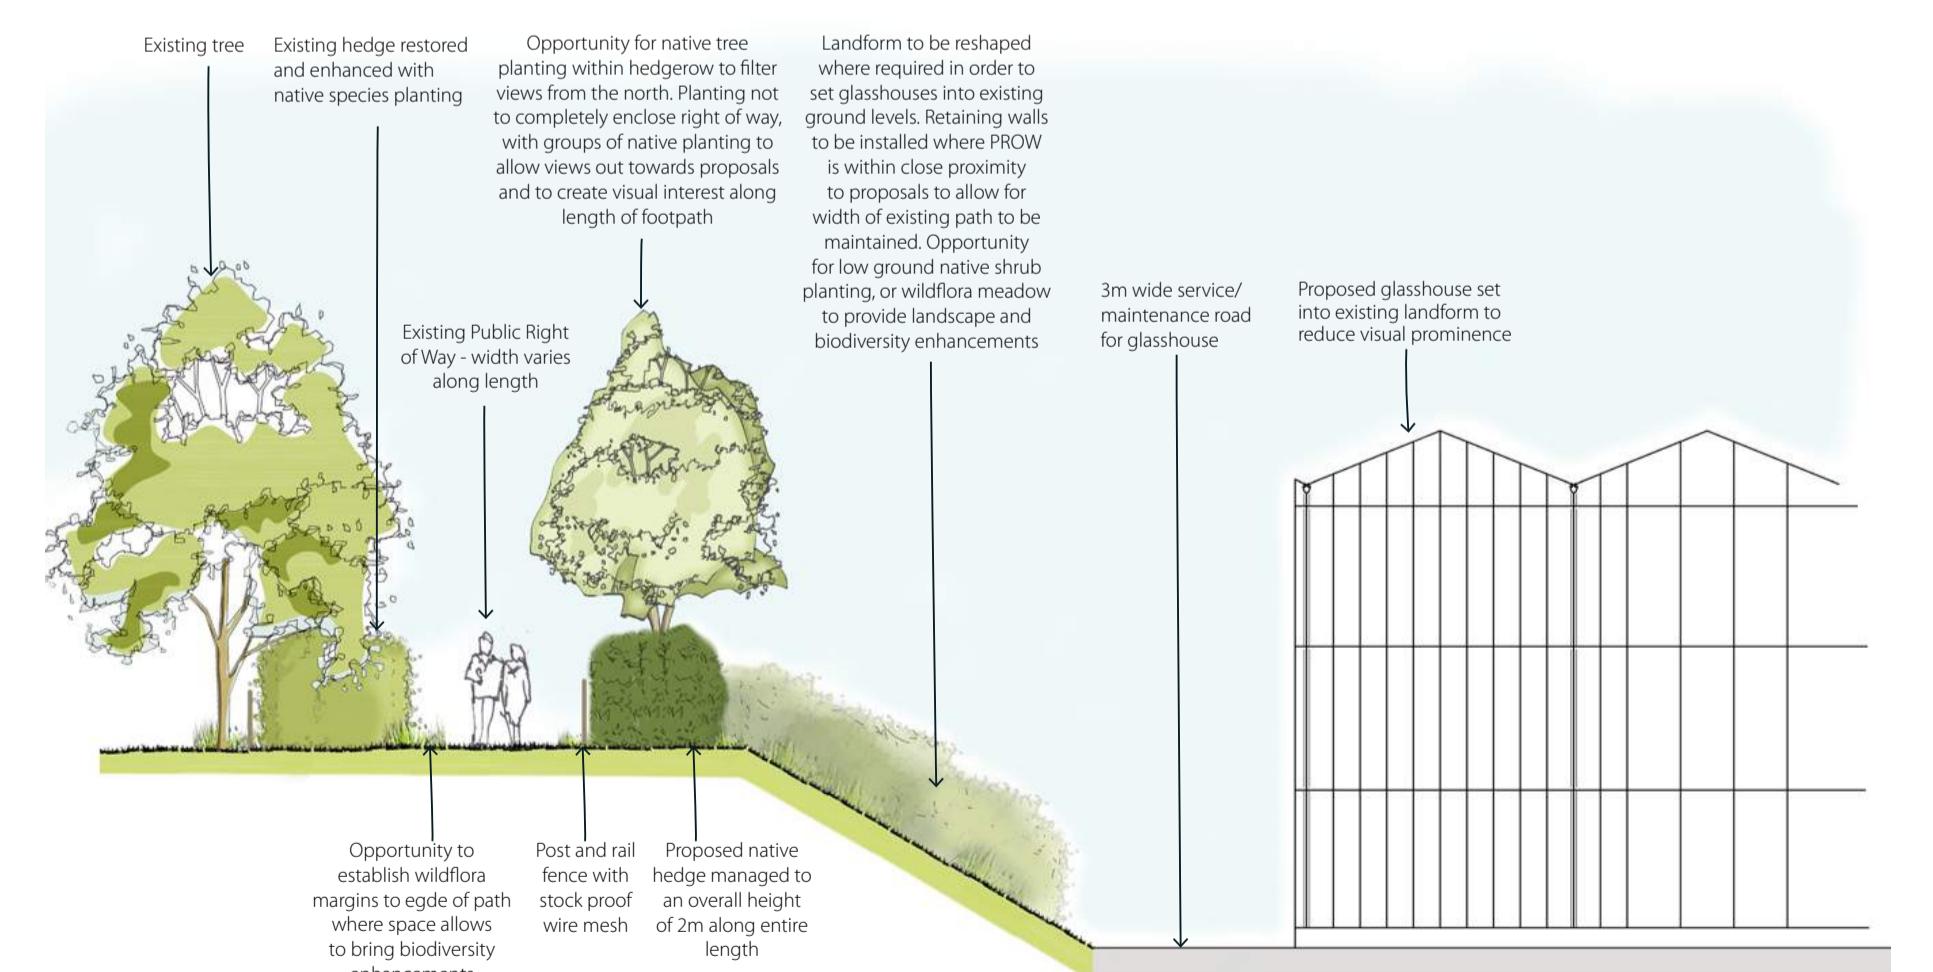 Existing tree
Existing hedge restored
and enhanced with
native species planting
Opportunity for native tree
planting within hedgerow to filter
views from the north. Planting not
to completely enclose right of way,
with groups of native planting to
allow views out towards proposals
and to create visual interest along
length of footpath
Landform to be reshaped
where required in order to
set glasshouses into existing
ground levels. Retaining walls
to be installed where PROW
is within close proximity
to proposals to allow for
width of existing path to be
maintained. Opportunity
for low ground native shrub
planting, or wildflora meadow
to provide landscape and
biodiversity enhancements
3m wide service/
maintenance road
for glasshouse
Proposed glasshouse set
into existing landform to
reduce visual prominence
Existing Public Right
of Way - width varies
along length
Opportunity to
establish wildflora
margins to egde of path
where space allows
to bring biodiversity
enhancements
Post and rail
fence with
stock proof
wire mesh
Proposed native
hedge managed to
an overall height
of 2m along entire
length